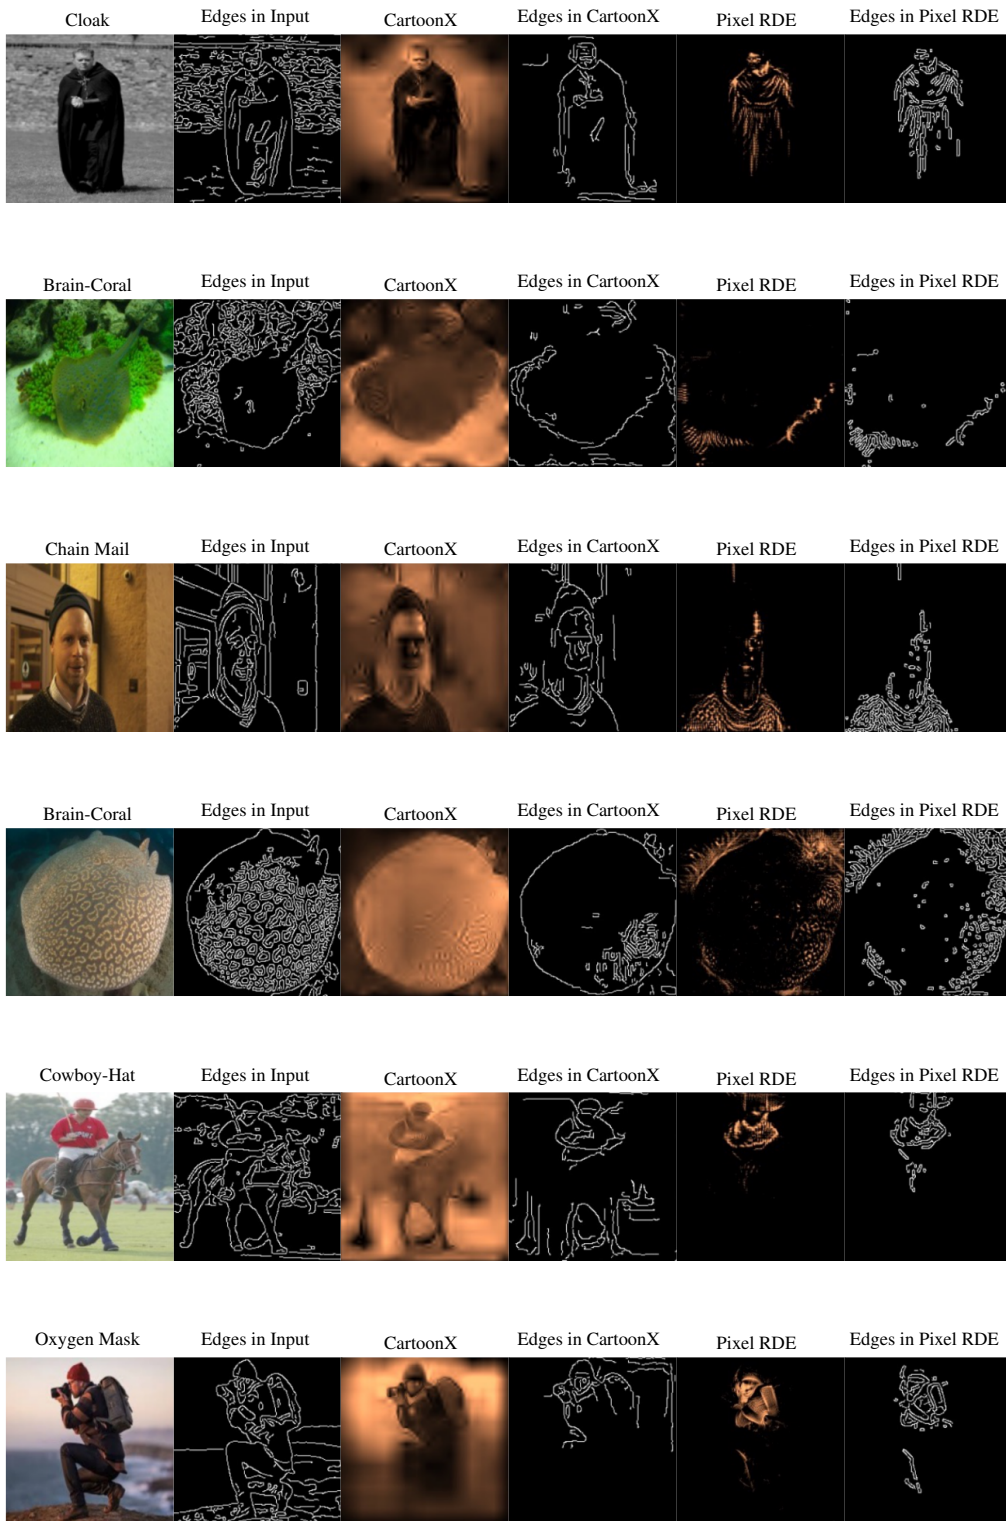 Cloak Edges in Input CartoonX Edges in CartoonX Pixel RDE Edges in Pixel RDE
Brain-Coral Edges in Input CartoonX Edges in CartoonX Pixel RDE Edges in Pixel RDE
Chain Mail Edges in Input CartoonX Edges in CartoonX Pixel RDE Edges in Pixel RDE
Brain-Coral Edges in Input CartoonX Edges in CartoonX Pixel RDE Edges in Pixel RDE
Cowboy-Hat Edges in Input CartoonX Edges in CartoonX Pixel RDE Edges in Pixel RDE
Oxygen Mask Edges in Input CartoonX Edges in CartoonX Pixel RDE Edges in Pixel RDE